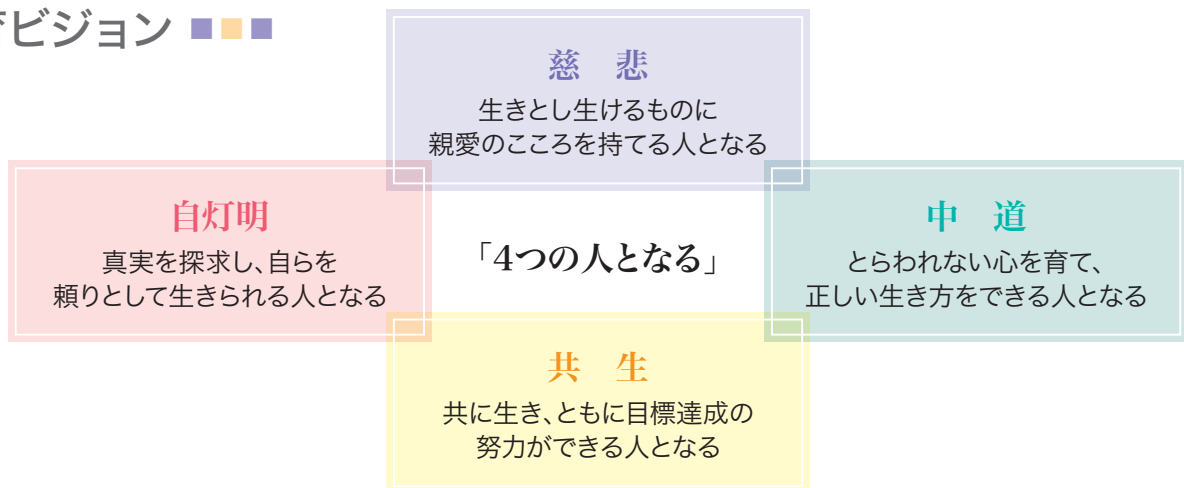 ビジョン
慈 悲
生きとし生けるものに
親愛のこころを持てる人となる
自灯明
真実を探求し、自らを
頼りとして生きられる人となる
「4つの人となる」
中 道
とらわれない心を育て、
正しい生き方をできる人となる
共 生
共に生き、ともに目標達成の
努力ができる人となる